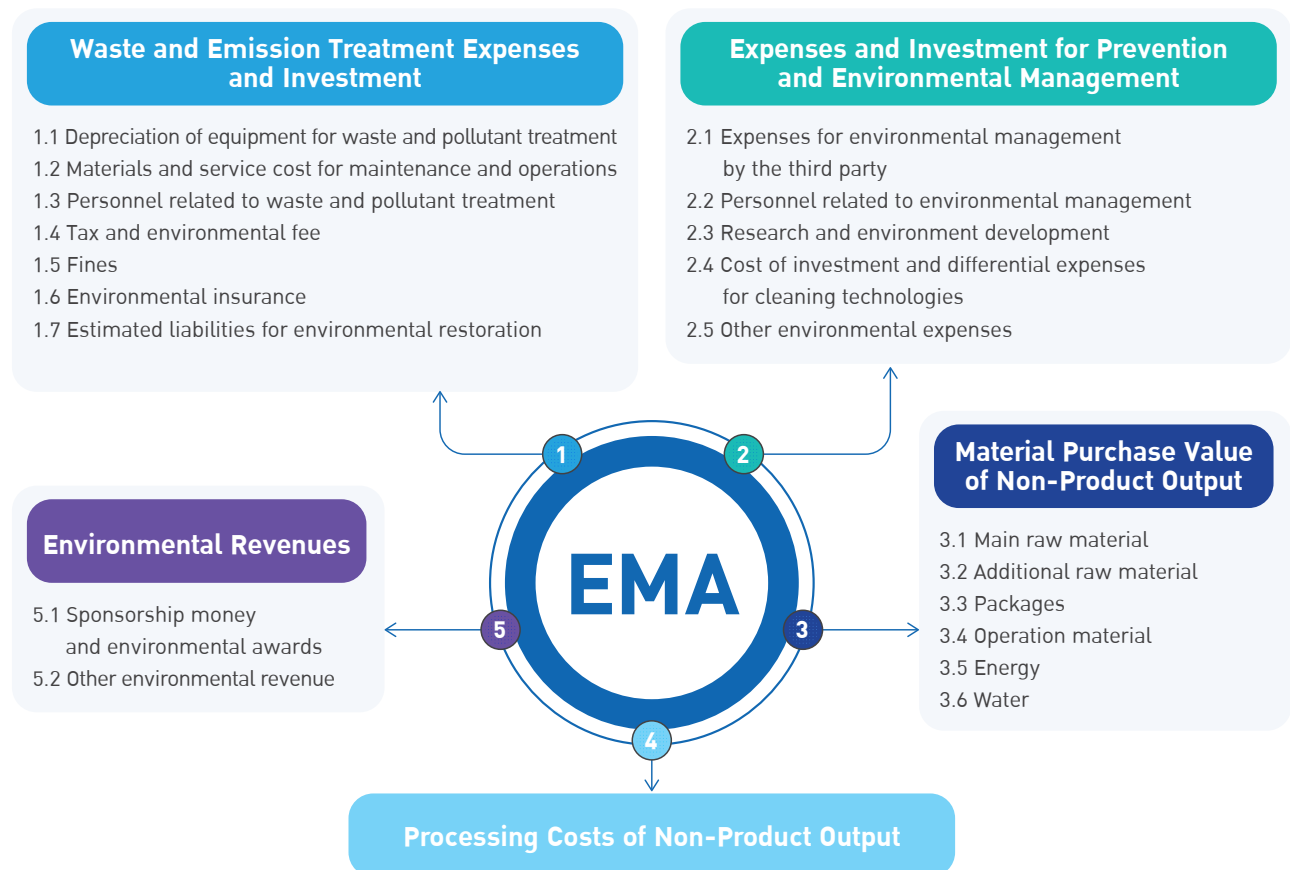 Waste and Emission Treatment Expenses
and Investment
1.1 Depreciation of equipment for waste and pollutant treatment
1.2 Materials and service cost for maintenance and operations
1.3 Personnel related to waste and pollutant treatment
1.4 Tax and environmental fee
1.5 Fines
1.6 Environmental insurance
1.7 Estimated liabilities for environmental restoration
Expenses and Investment for Prevention
and Environmental Management
2.1 Expenses for environmental management
by the third party
2.2 Personnel related to environmental management
2.3 Research and environment development
2.4 Cost of investment and differential expenses
for cleaning technologies
2.5 Other environmental expenses
1
2
Material Purchase Value
of Non-Product Output
3.1 Main raw material
3.2 Additional raw material
3.3 Packages
3.4 Operation material
3.5 Energy
3.6 Water
Environmental Revenues
5.1 Sponsorship money
and environmental awards
5.2 Other environmental revenue
EMA
5
3
4
Processing Costs of Non-Product Output